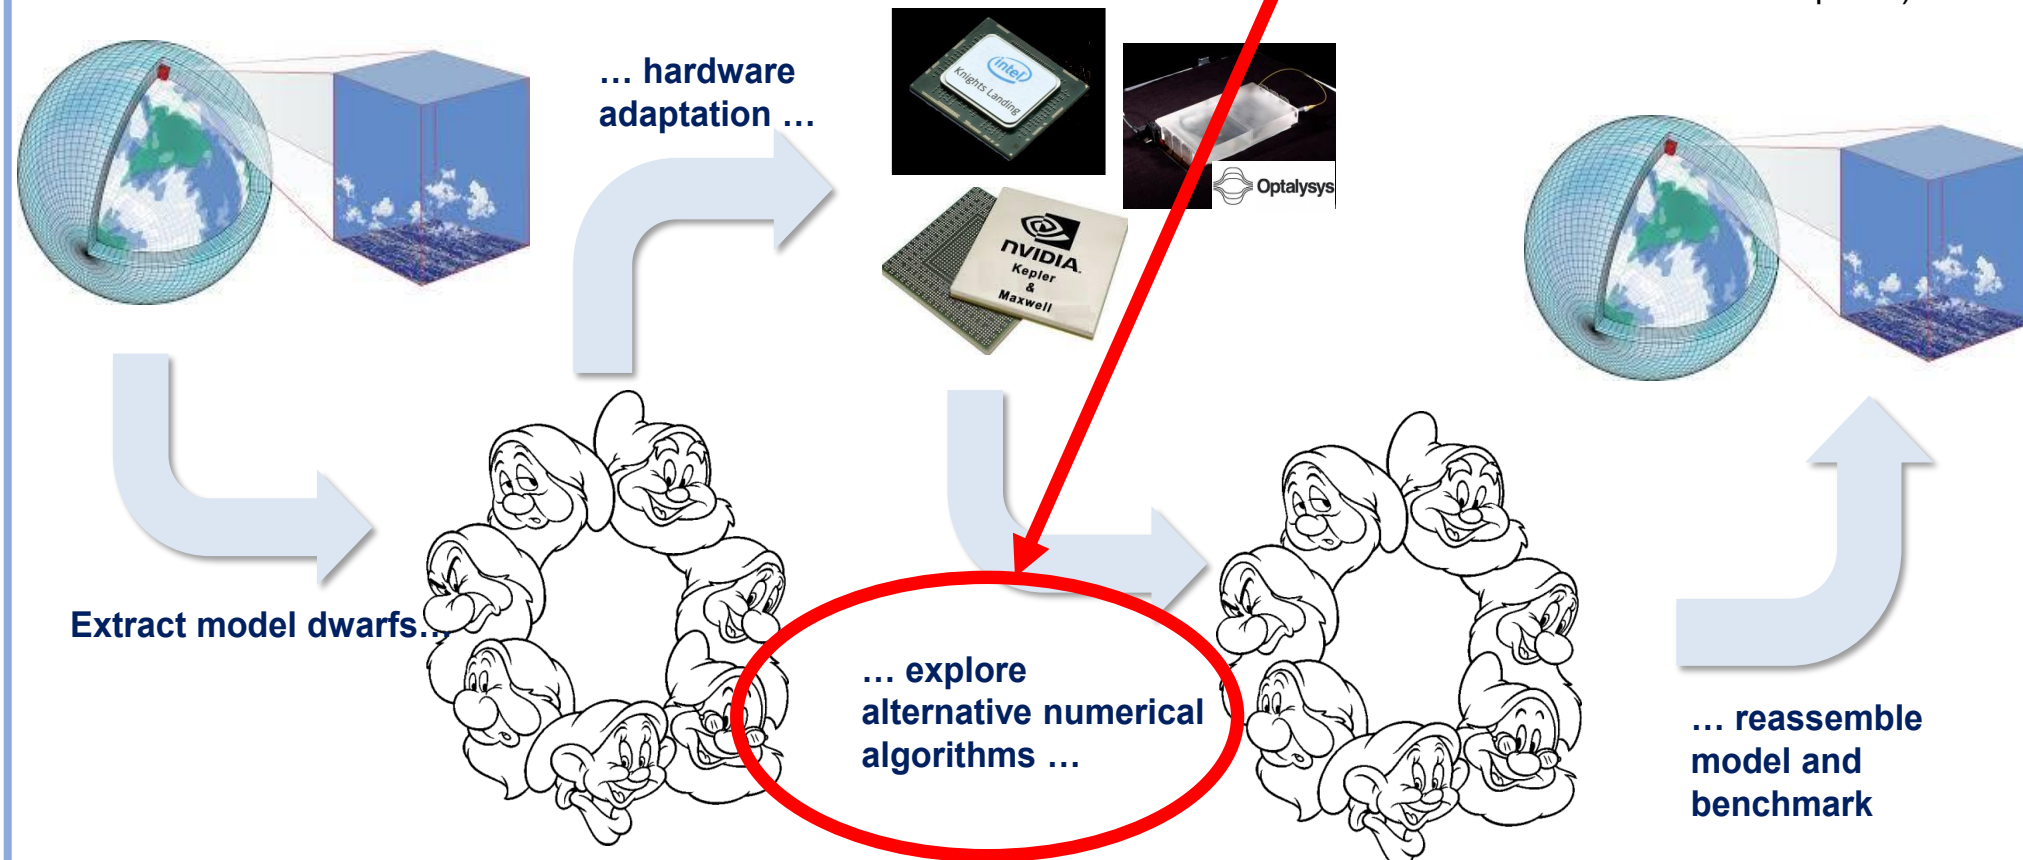 … hardware
adaptation …
intel
Knights Landing
Optalysys
nVIDIA.
Kepler
&
Maxwell
Extract model dwarfs…
… explore
alternative numerical
algorithms …
… reassemble
model and
benchmark